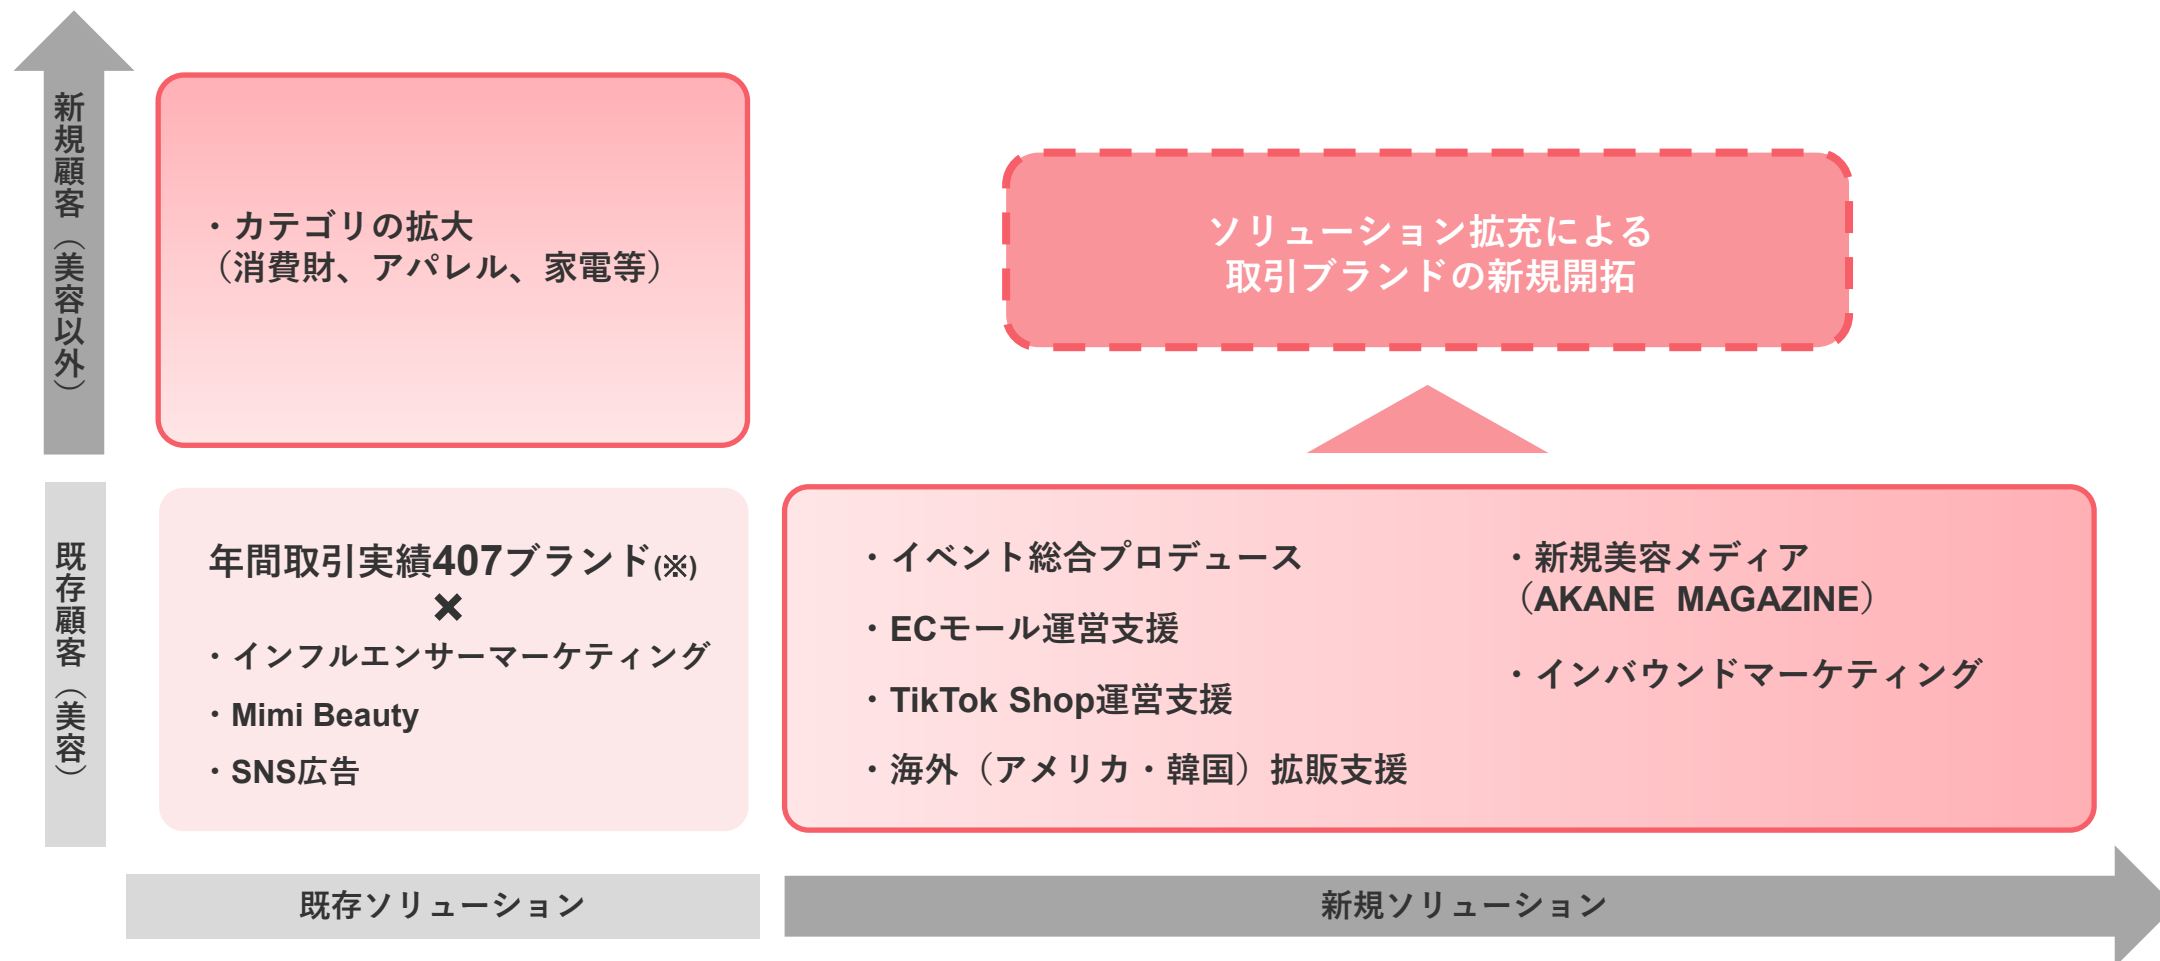 新規顧客（美容以外）
・カテゴリの拡大
（消費財、アパレル、家電等）
ソリューション拡充による
取引ブランドの新規開拓
既存顧客（美容）
年間取引実績407ブランド(※)
✖
・インフルエンサーマーケティング
・Mimi Beauty
・SNS広告
・イベント総合プロデュース
・ECモール運営支援
・TikTok Shop運営支援
・海外（アメリカ・韓国）拡販支援
・新規美容メディア
（AKANE MAGAZINE）
・インバウンドマーケティング
既存ソリューション
新規ソリューション